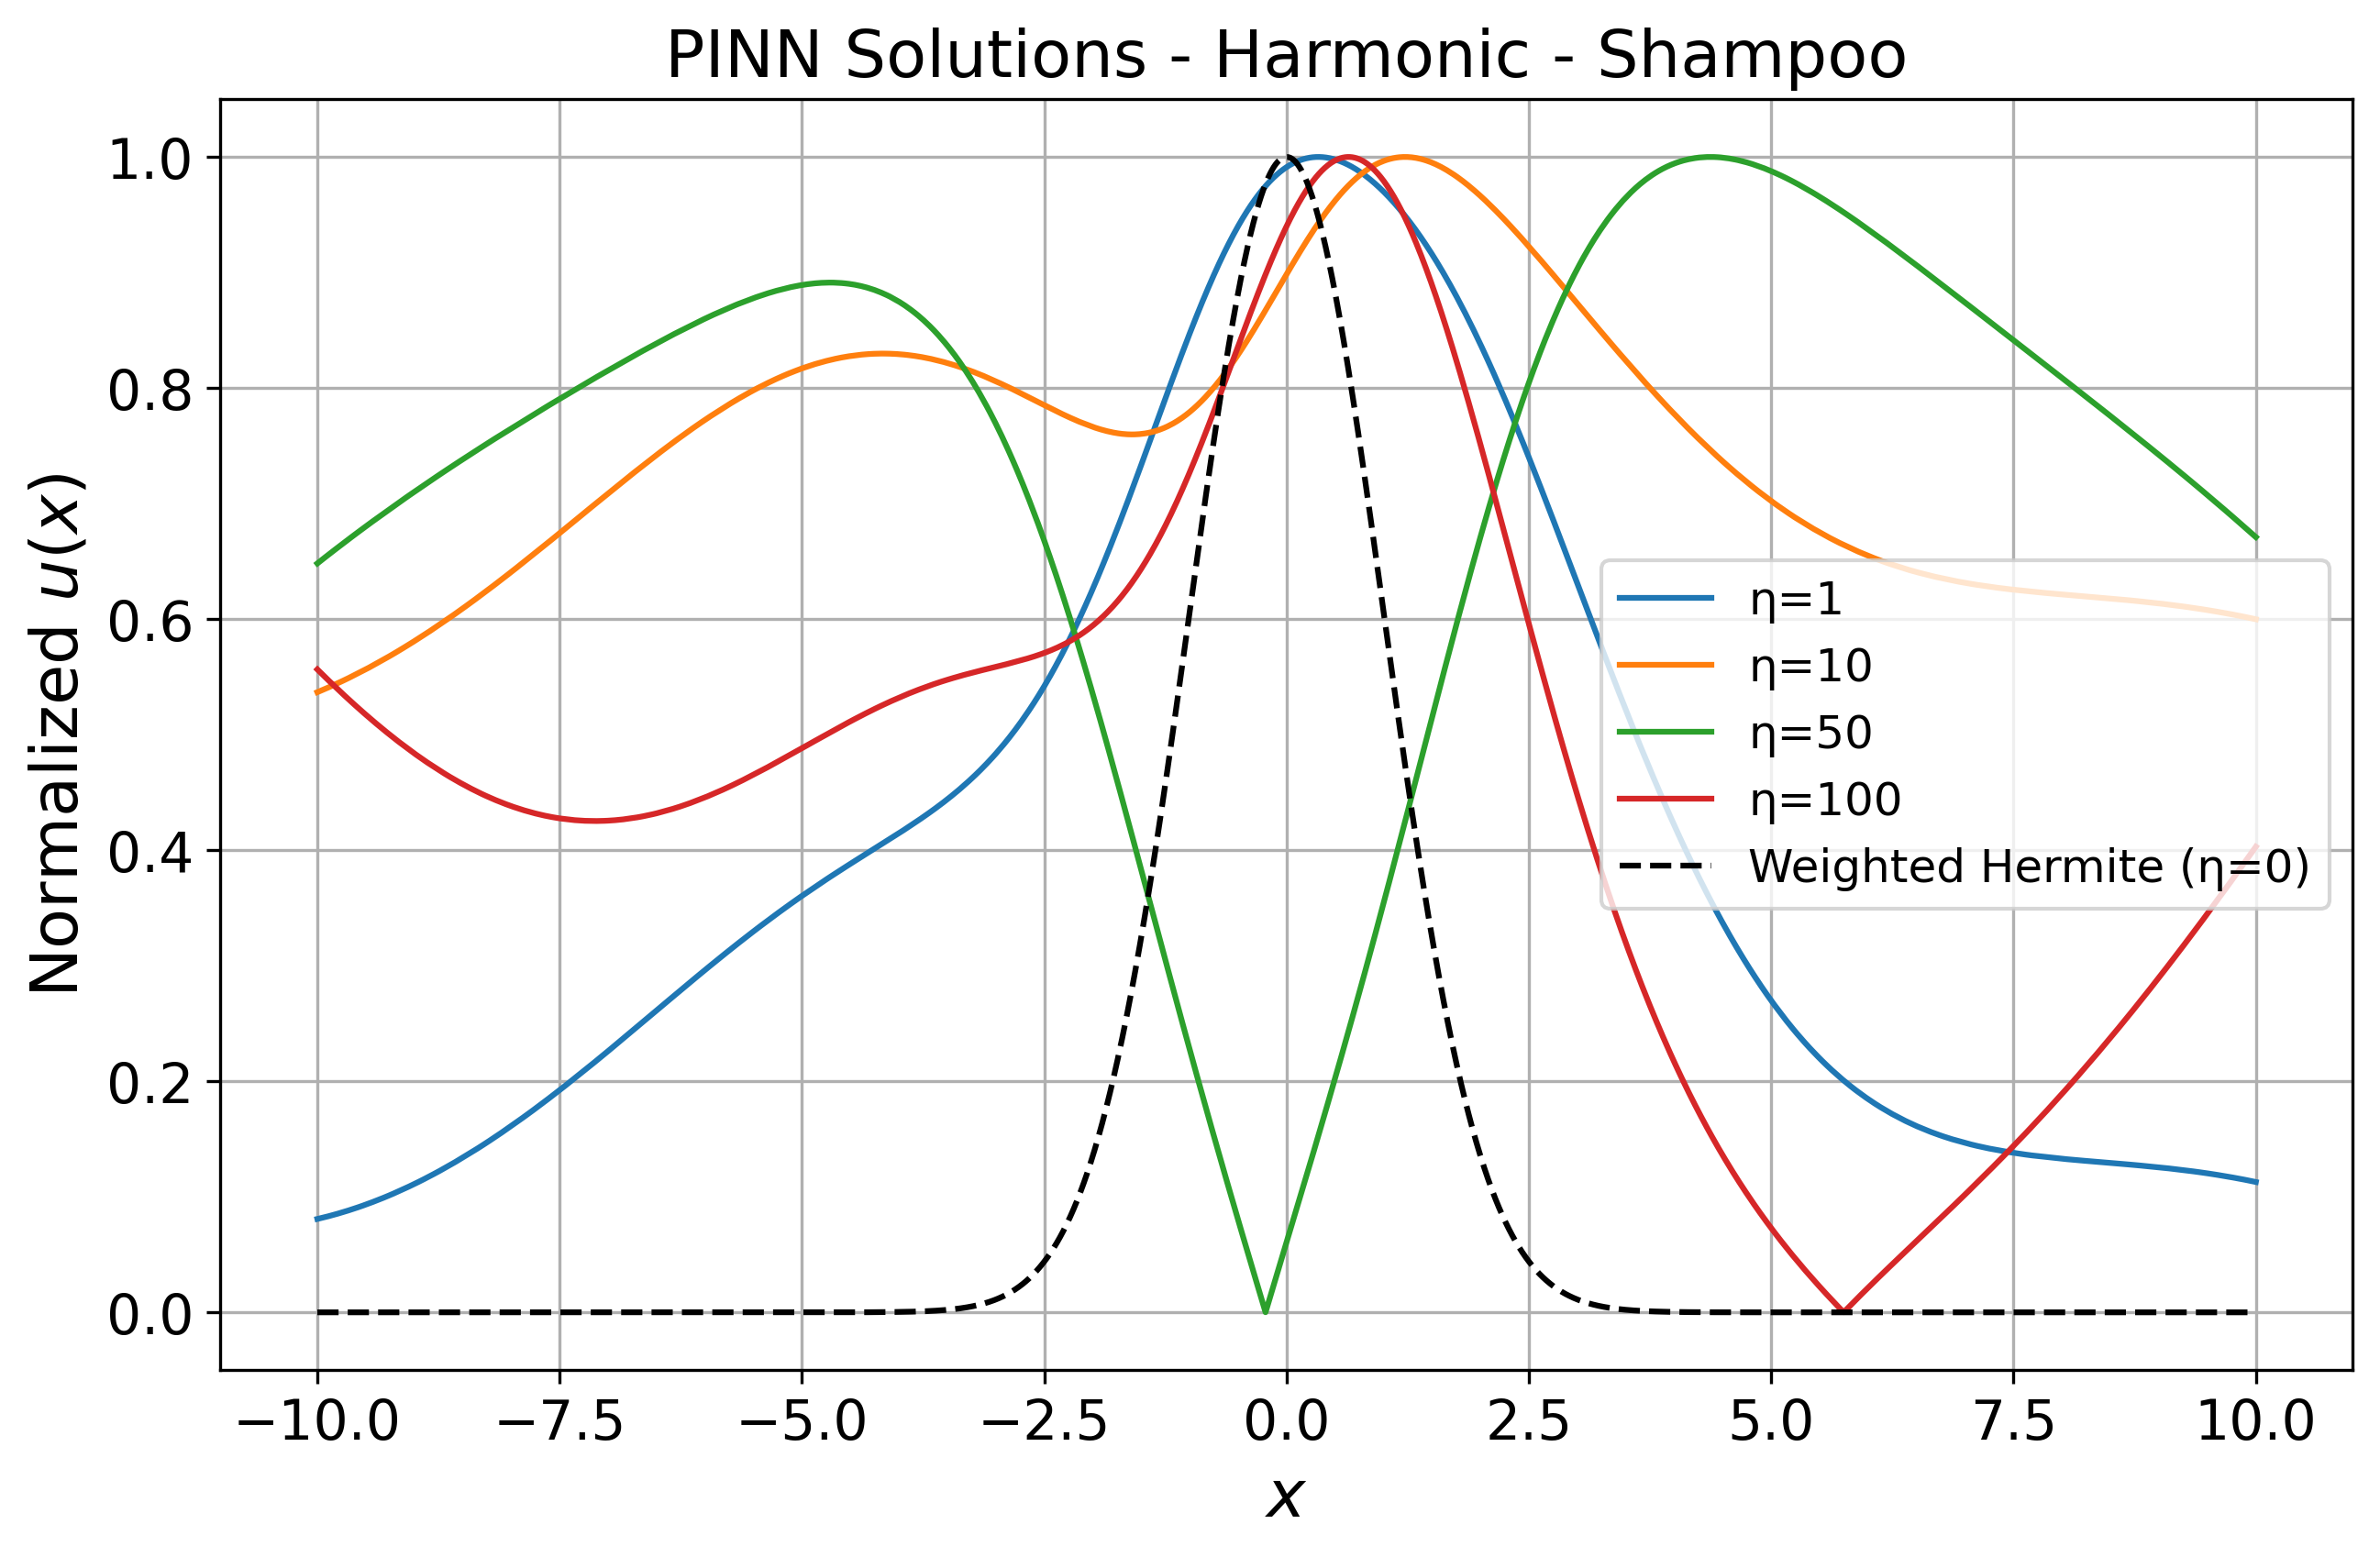 PINN Solutions - Harmonic - Shampoo
Normalized u(x)
1.0
0.8
0.6
0.4
0.2
0.0
−10.0 −7.5 −5.0 −2.5 0.0 2.5 5.0 7.5 10.0
x
η=1
η=10
η=50
η=100
Weighted Hermite (η=0)